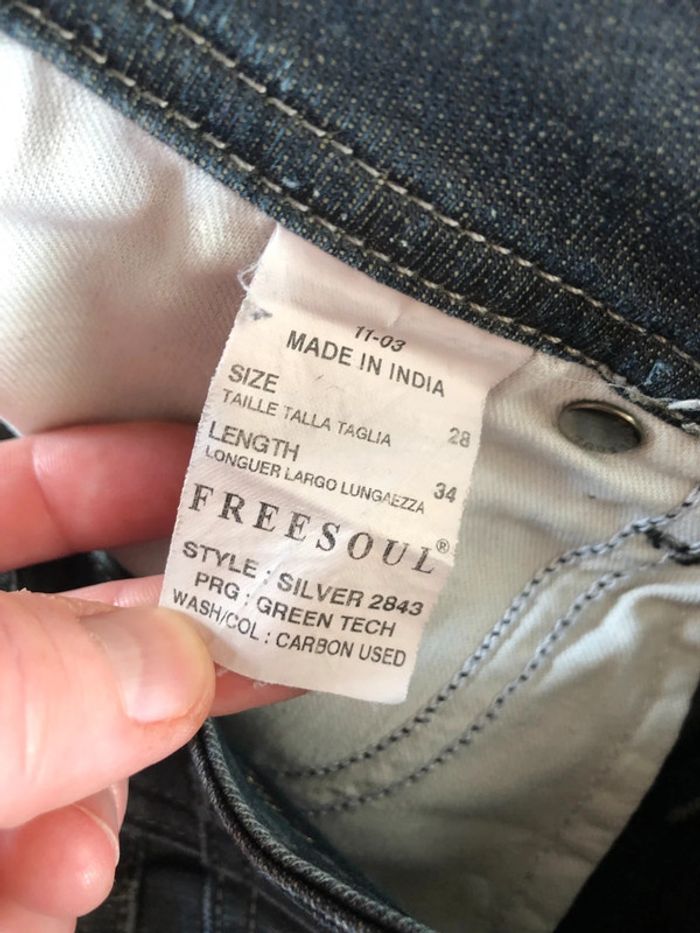 11-03
MADE IN INDIA
SIZE
TAILLE TALLA TAGLIA 28
LENGTH
LONGUER LARGO LUNGAEZZA 34
FREESOUL®
STYLE : SILVER 2843
PRG : GREEN TECH
WASH/COL : CARBON USED